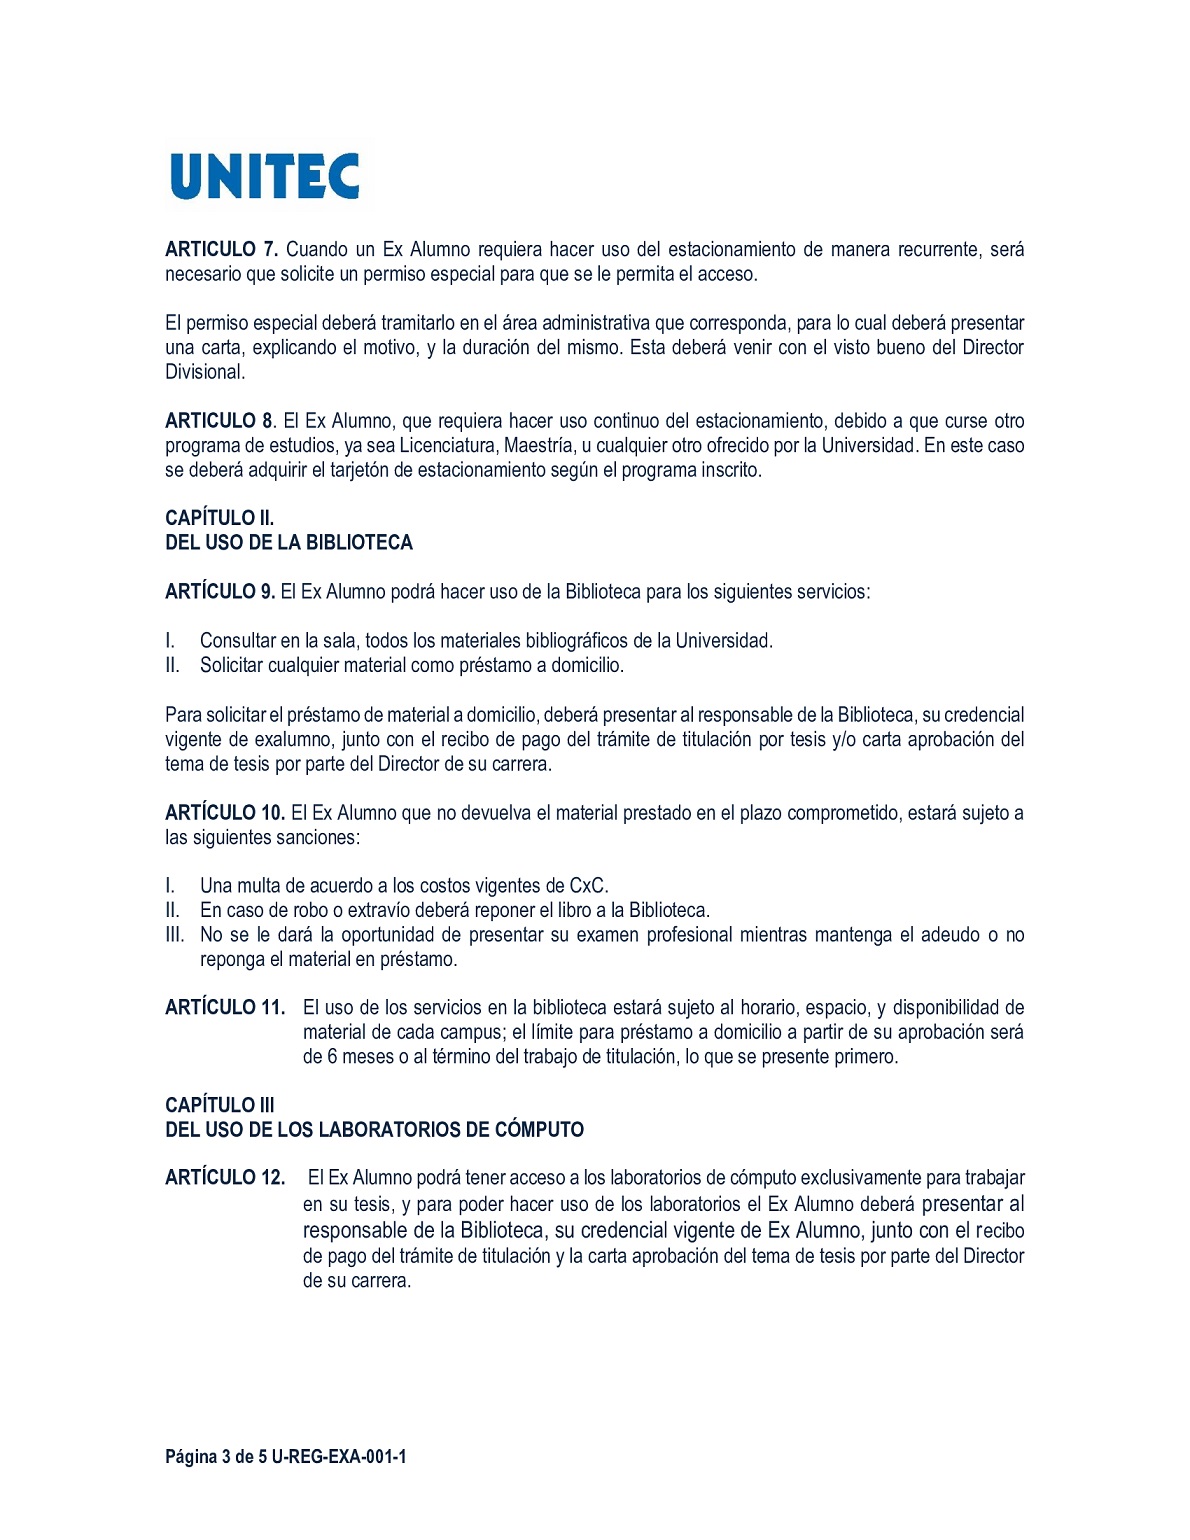 UNITEC
ARTICULO 7. Cuando un Ex Alumno requiera hacer uso del estacionamiento de manera recurrente, será
necesario que solicite un permiso especial para que se le permita el acceso.
El permiso especial deberá tramitarlo en el área administrativa que corresponda, para lo cual deberá presentar
una carta, explicando el motivo, y la duración del mismo. Esta deberá venir con el visto bueno del Director
Divisional.
ARTICULO 8. El Ex Alumno, que requiera hacer uso continuo del estacionamiento, debido a que curse otro
programa de estudios, ya sea Licenciatura, Maestría, u cualquier otro ofrecido por la Universidad. En este caso
se deberá adquirir el tarjetón de estacionamiento según el programa inscrito.
CAPÍTULO II.
DEL USO DE LA BIBLIOTECA
ARTÍCULO 9. El Ex Alumno podrá hacer uso de la Biblioteca para los siguientes servicios:
I. Consultar en la sala, todos los materiales bibliográficos de la Universidad.
II. Solicitar cualquier material como préstamo a domicilio.
Para solicitar el préstamo de material a domicilio, deberá presentar al responsable de la Biblioteca, su credencial
vigente de exalumno, junto con el recibo de pago del trámite de titulación por tesis y/o carta aprobación del
tema de tesis por parte del Director de su carrera.
ARTÍCULO 10. El Ex Alumno que no devuelva el material prestado en el plazo comprometido, estará sujeto a
las siguientes sanciones:
I. Una multa de acuerdo a los costos vigentes de CxC.
II. En caso de robo o extravío deberá reponer el libro a la Biblioteca.
III. No se le dará la oportunidad de presentar su examen profesional mientras mantenga el adeudo o no
reponga el material en préstamo.
ARTÍCULO 11. El uso de los servicios en la biblioteca estará sujeto al horario, espacio, y disponibilidad de
material de cada campus; el límite para préstamo a domicilio a partir de su aprobación será
de 6 meses o al término del trabajo de titulación, lo que se presente primero.
CAPÍTULO III
DEL USO DE LOS LABORATORIOS DE CÓMPUTO
ARTÍCULO 12. El Ex Alumno podrá tener acceso a los laboratorios de cómputo exclusivamente para trabajar
en su tesis, y para poder hacer uso de los laboratorios el Ex Alumno deberá presentar al
responsable de la Biblioteca, su credencial vigente de Ex Alumno, junto con el recibo
de pago del trámite de titulación y la carta aprobación del tema de tesis por parte del Director
de su carrera.
Página 3 de 5 U-REG-EXA-001-1